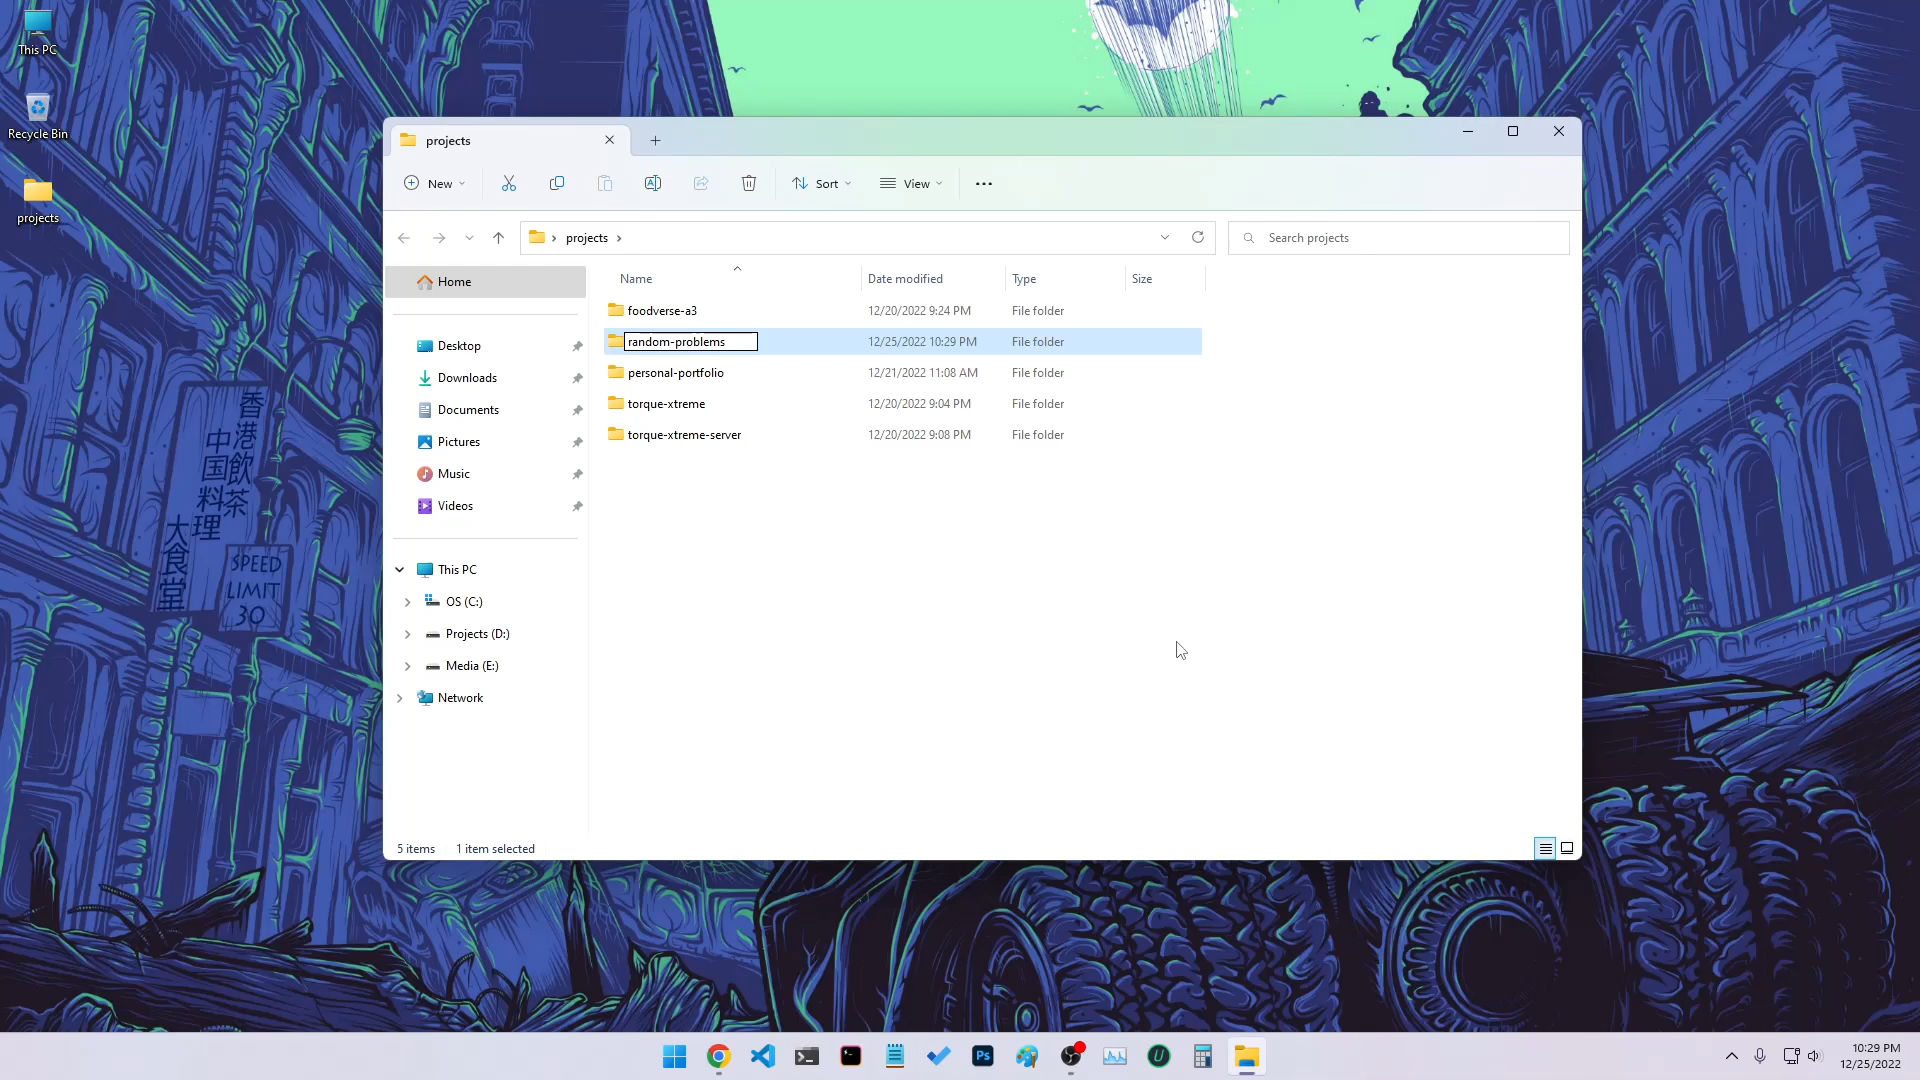 This PC
Recycle Bin
projects
projects
New
Sort
View
projects
Search projects
Home
Desktop
Downloads
Documents
Pictures
Music
Videos
This PC
OS (C:)
Projects (D:)
Media (E:)
Network
Name Date modified Type Size
foodverse-a3 12/20/2022 9:24 PM File folder
random-problems 12/25/2022 10:29 PM File folder
personal-portfolio 12/21/2022 11:08 AM File folder
torque-xtreme 12/20/2022 9:04 PM File folder
torque-xtreme-server 12/20/2022 9:08 PM File folder
5 items 1 item selected
香港飲茶
中国料理
大食堂
SPEED
LIMIT
30
Ps
10:29 PM
12/25/2022